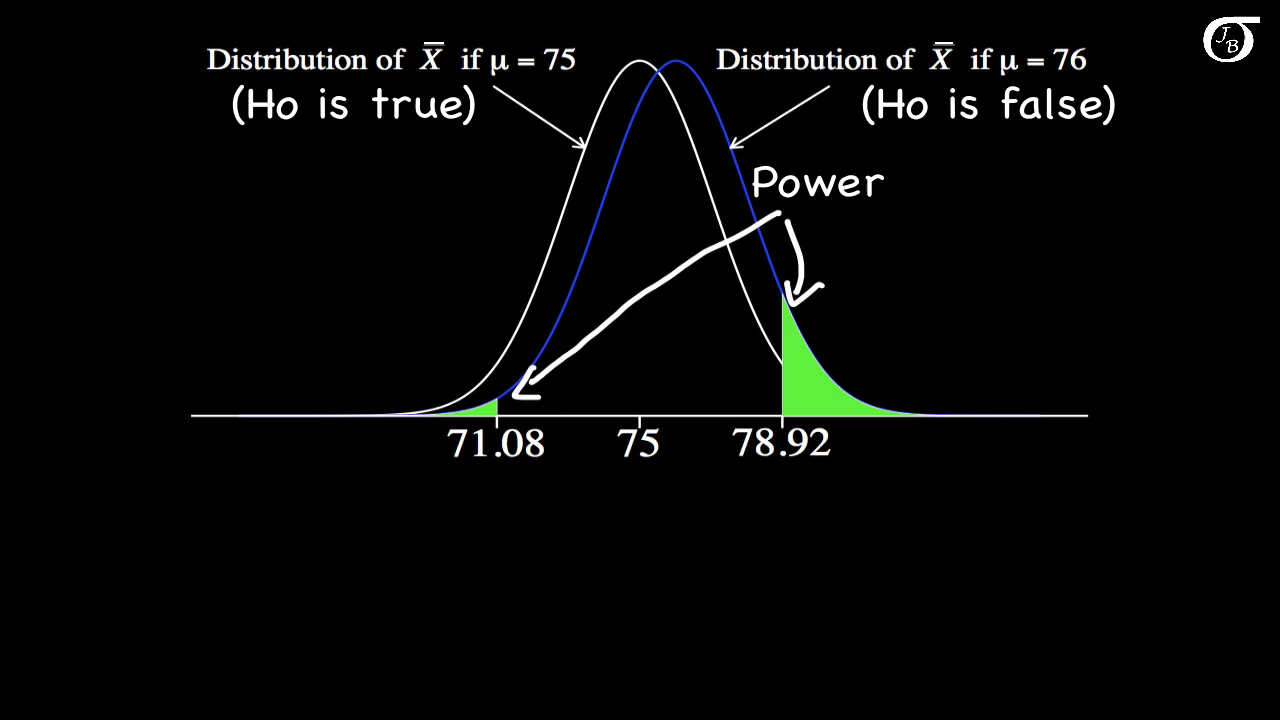 Distribution of X̅ if μ = 75
(Ho is true)
Distribution of X̅ if μ = 76
(Ho is false)
Power
71.08
75
78.92
JB